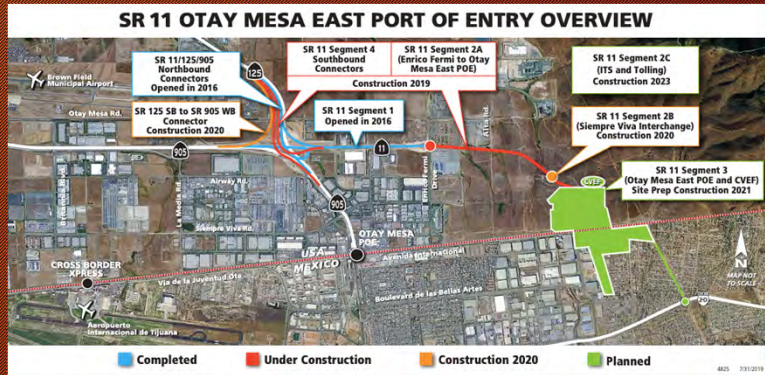 SR 11 OTAY MESA EAST PORT OF ENTRY OVERVIEW
SR 11/125/905
Northbound
Connectors
Opened in 2016
SR 11 Segment 4
Southbound
Connectors
SR 11 Segment 2A
(Enrico Fermi to Otay
Mesa East POE)
Construction 2019
SR 11 Segment 2C
(ITS and Tolling)
Construction 2023
125
Brown Field
Municipal Airport
Otay Mesa Rd.
SR 125 SB to SR 905 WB
Connector
Construction 2020
SR 11 Segment 1
Opened in 2016
Alta Rd.
SR 11 Segment 2B
(Siempre Viva Interchange)
Construction 2020
905
11
Britannia Blvd.
La Media Rd.
Airway Rd.
Enrico Fermi
Drive
CVEF
SR 11 Segment 3
(Otay Mesa East POE and CVEF)
Site Prep Construction 2021
Siempre Viva Rd.
905
OTAY MESA
POE
USA
MEXICO
Avenida International
CROSS BORDER
XPRESS
Via de la Juventud Ote
Boulevard de las Bellas Artes
N
MAP NOT
TO SCALE
20
Aeropuerto
Internacional de Tijuana
Completed
Under Construction
Construction 2020
Planned
4825 7/31/2019